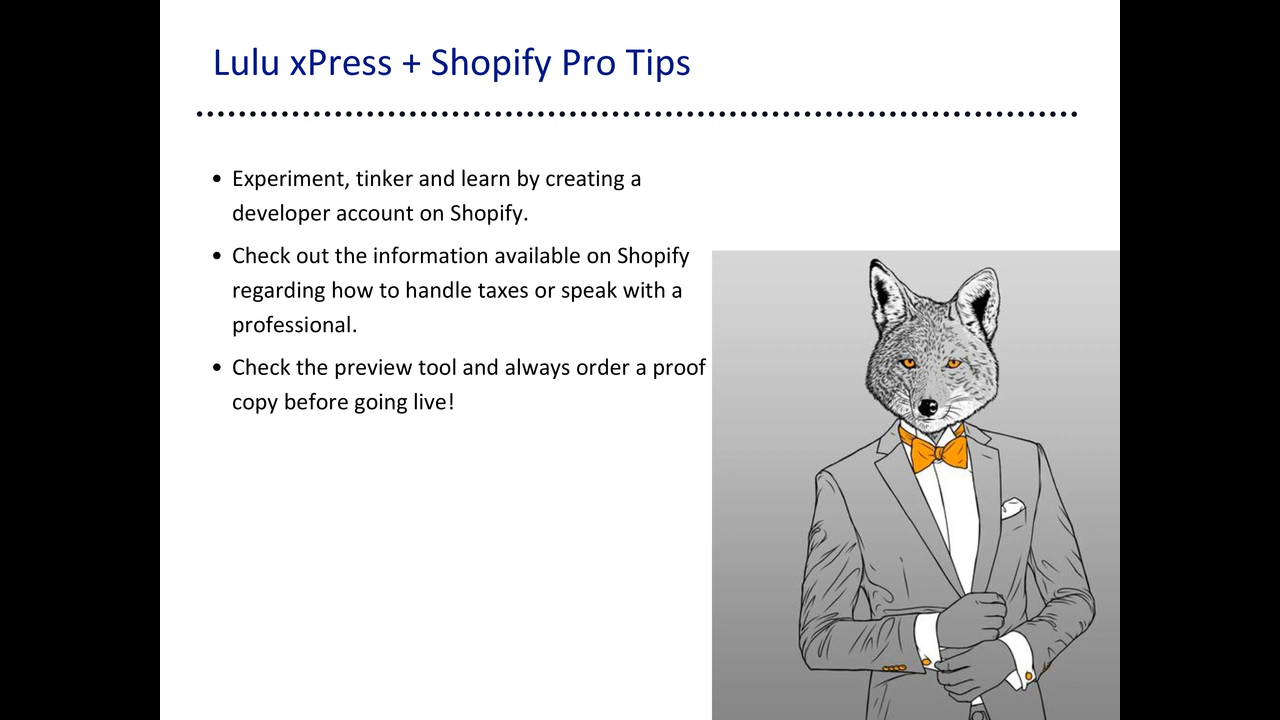 Lulu xPress + Shopify Pro Tips
• Experiment, tinker and learn by creating a
developer account on Shopify.
• Check out the information available on Shopify
regarding how to handle taxes or speak with a
professional.
• Check the preview tool and always order a proof
copy before going live!